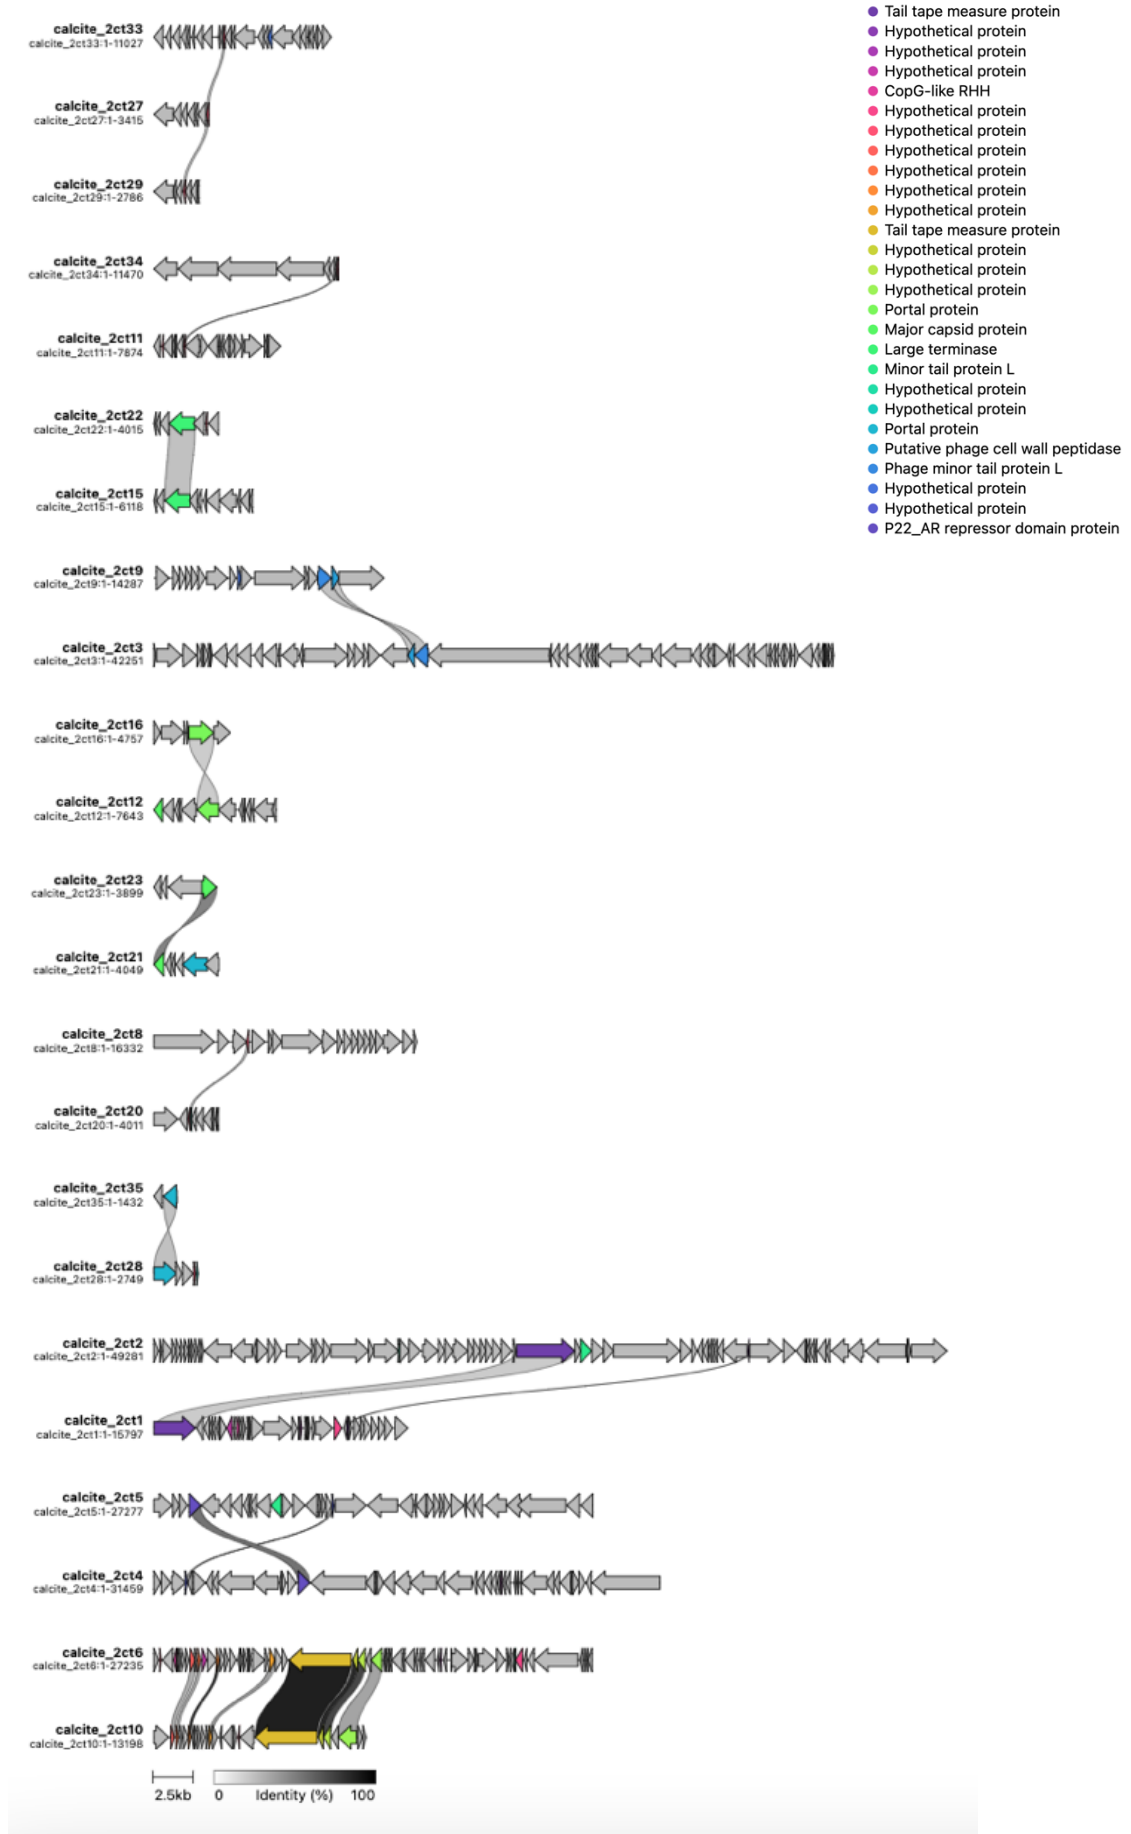 calcite_2ct33
calcite_2ct33:1-11027
calcite_2ct27
calcite_2ct27:1-3415
calcite_2ct29
calcite_2ct29:1-2786
calcite_2ct34
calcite_2ct34:1-11470
calcite_2ct11
calcite_2ct11:1-7874
calcite_2ct22
calcite_2ct22:1-4015
calcite_2ct15
calcite_2ct15:1-6118
calcite_2ct9
calcite_2ct9:1-14287
calcite_2ct3
calcite_2ct3:1-42251
calcite_2ct16
calcite_2ct16:1-4757
calcite_2ct12
calcite_2ct12:1-7643
calcite_2ct23
calcite_2ct23:1-3899
calcite_2ct21
calcite_2ct21:1-4049
calcite_2ct8
calcite_2ct8:1-16332
calcite_2ct20
calcite_2ct20:1-4011
calcite_2ct35
calcite_2ct35:1-1432
calcite_2ct28
calcite_2ct28:1-2749
calcite_2ct2
calcite_2ct2:1-49281
calcite_2ct1
calcite_2ct1:1-15797
calcite_2ct5
calcite_2ct5:1-27277
calcite_2ct4
calcite_2ct4:1-31459
calcite_2ct6
calcite_2ct6:1-27235
calcite_2ct10
calcite_2ct10:1-13198
2.5kb
0 Identity (%) 100
Tail tape measure protein
Hypothetical protein
Hypothetical protein
Hypothetical protein
CopG-like RHH
Hypothetical protein
Hypothetical protein
Hypothetical protein
Hypothetical protein
Hypothetical protein
Hypothetical protein
Tail tape measure protein
Hypothetical protein
Hypothetical protein
Hypothetical protein
Portal protein
Major capsid protein
Large terminase
Minor tail protein L
Hypothetical protein
Hypothetical protein
Portal protein
Putative phage cell wall peptidase
Phage minor tail protein L
Hypothetical protein
Hypothetical protein
P22_AR repressor domain protein